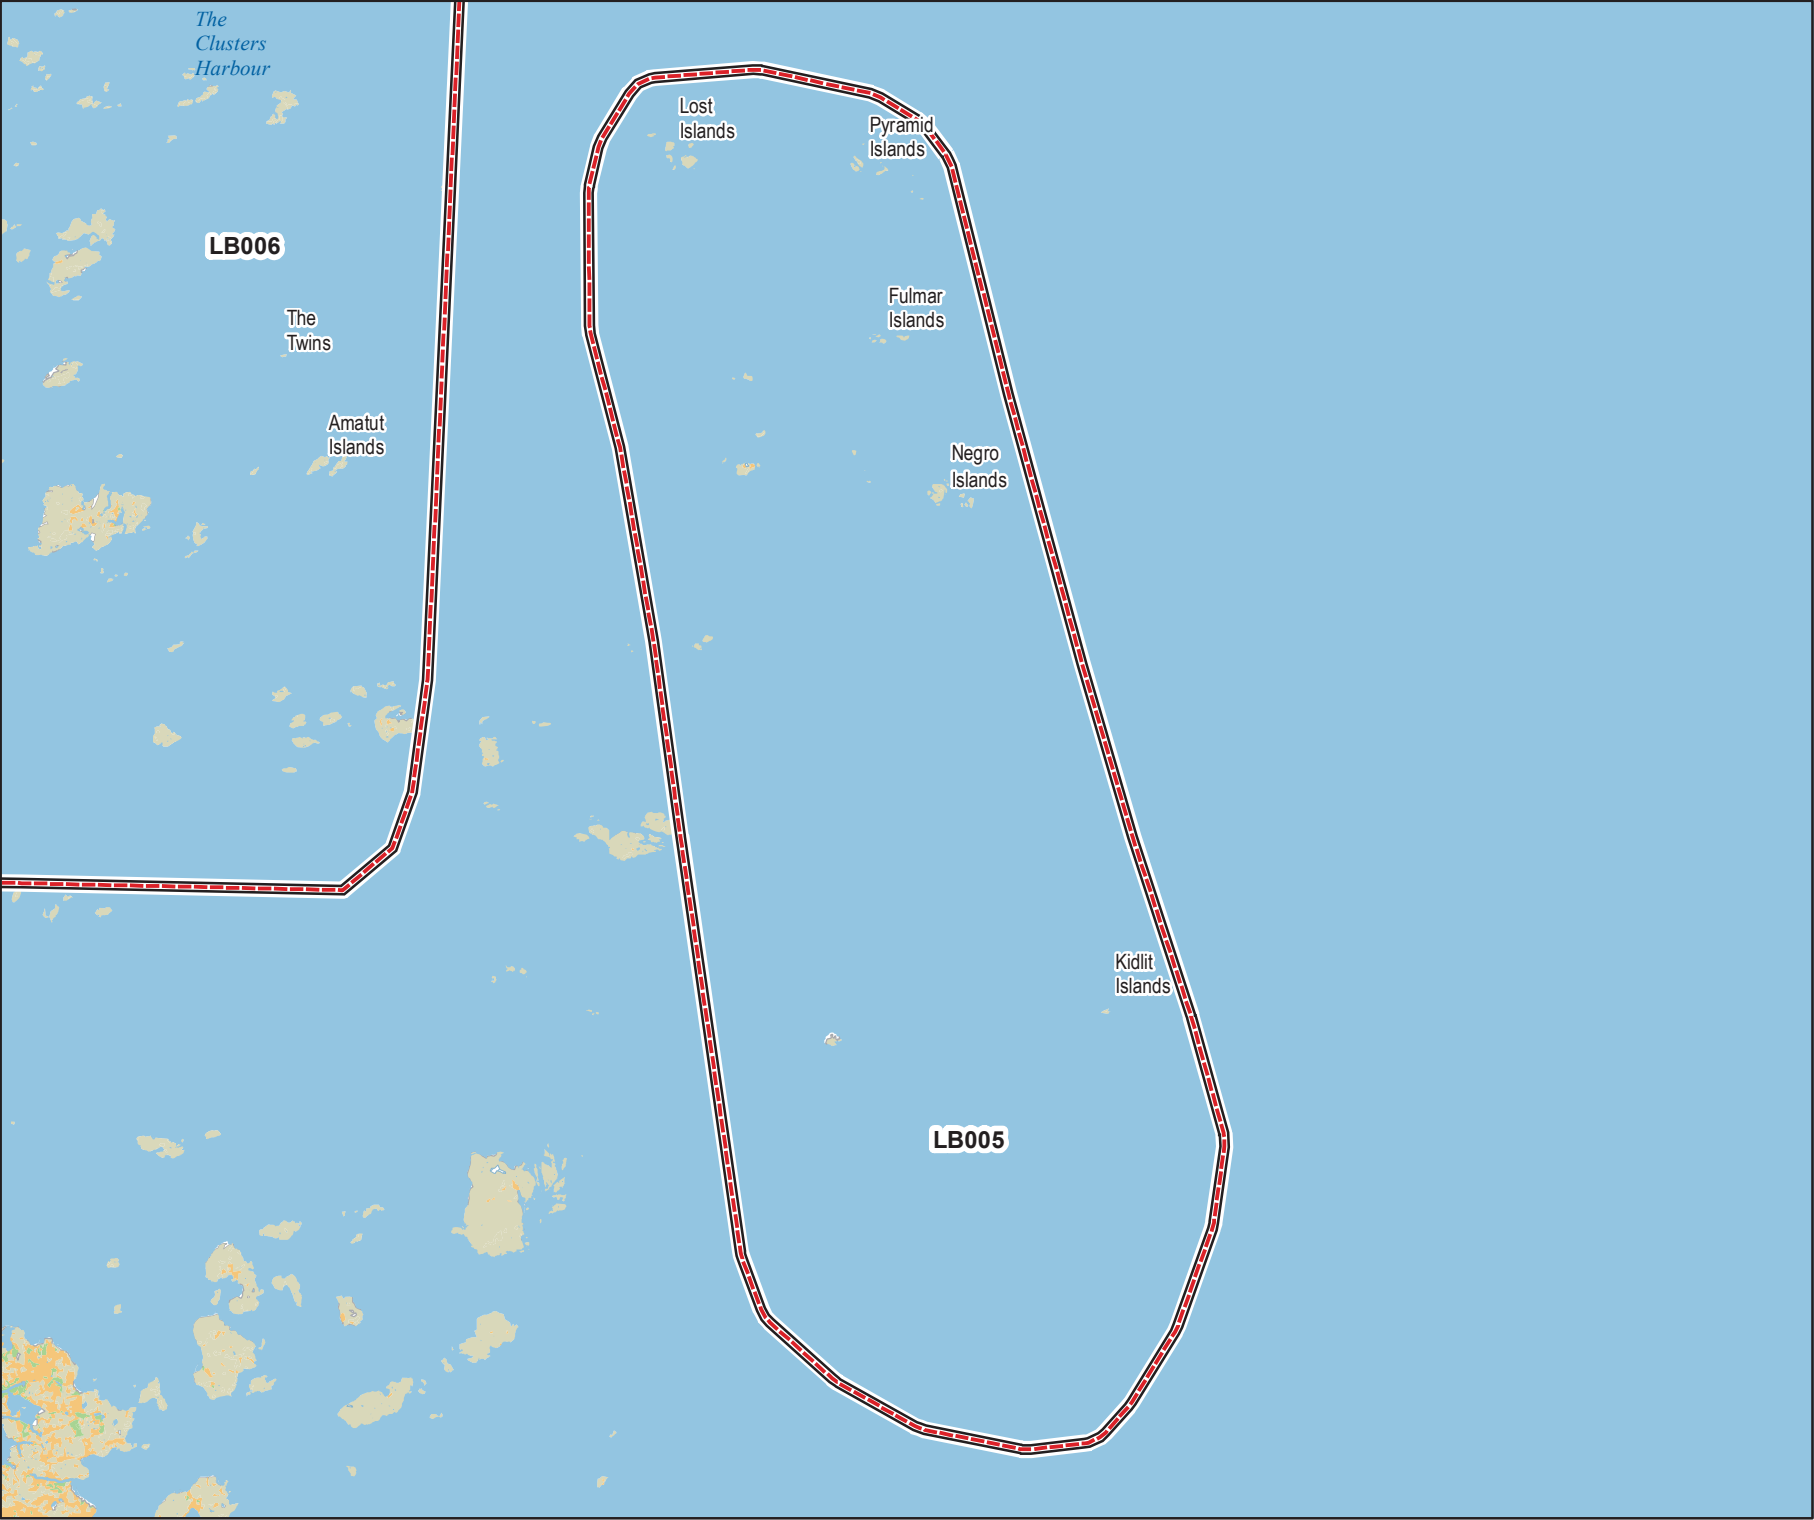 The
Clusters
Harbour
Lost
Islands
Pyramid
Islands
LB006
Fulmar
Islands
The
Twins
Amatut
Islands
Negro
Islands
Kidlit
Islands
LB005